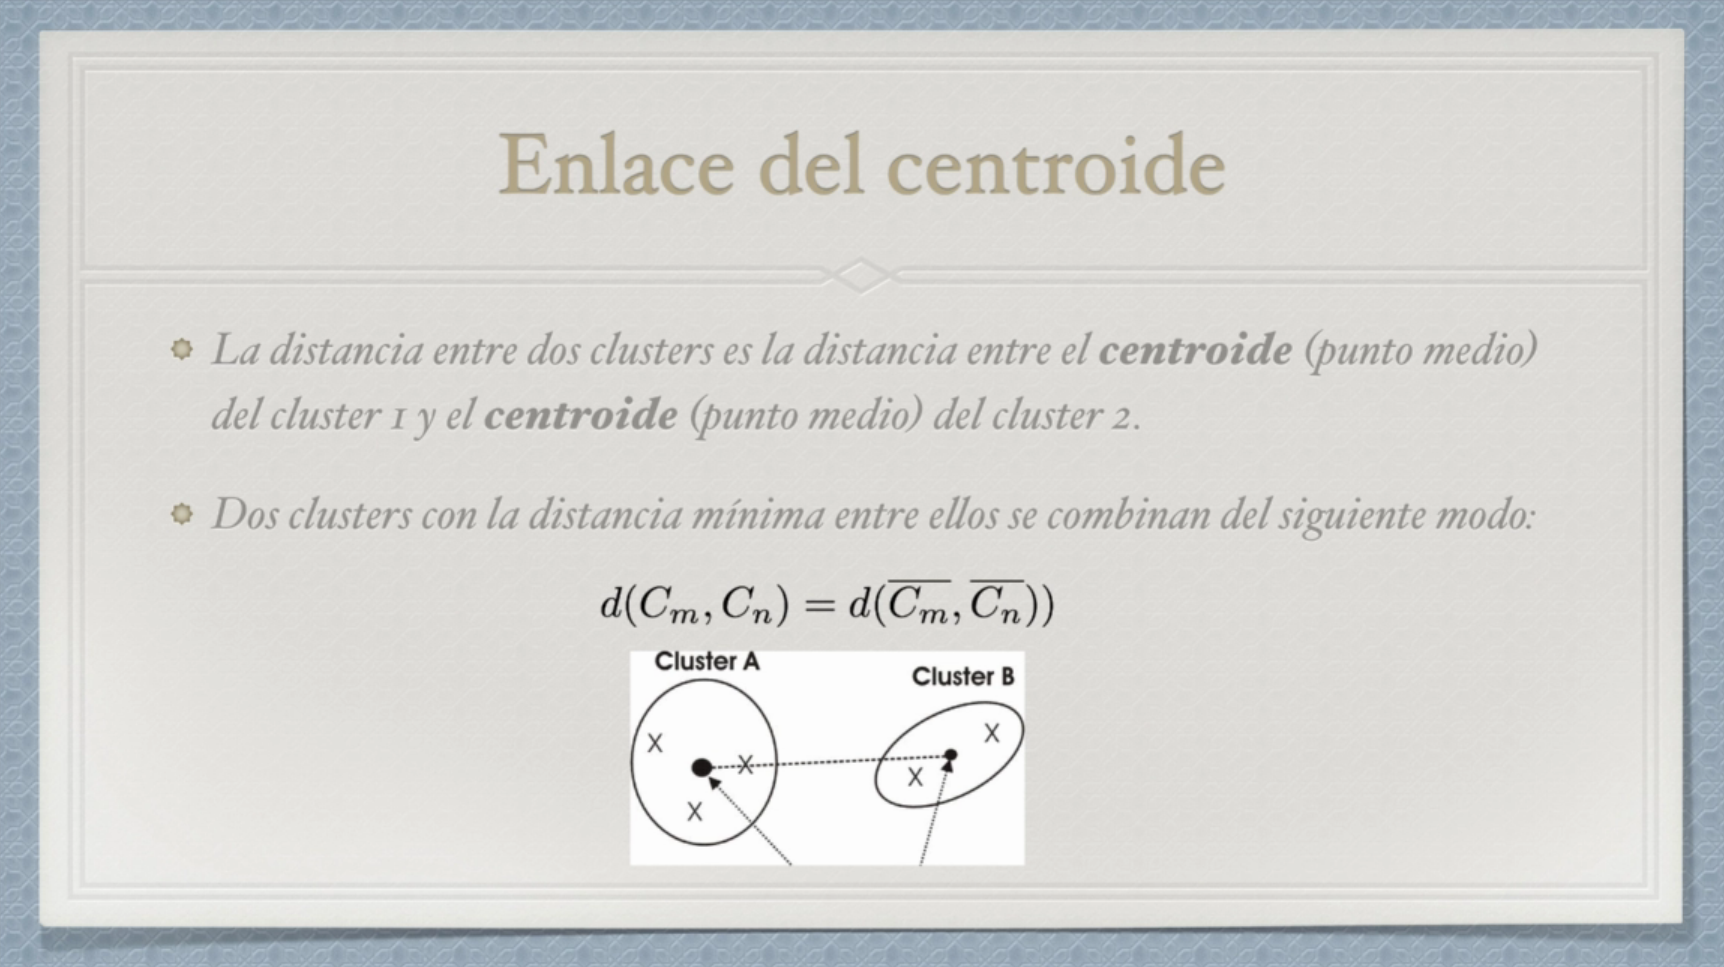 Enlace del centroide
La distancia entre dos clusters es la distancia entre el centroide (punto medio)
del cluster 1 y el centroide (punto medio) del cluster 2.
Dos clusters con la distancia mínima entre ellos se combinan del siguiente modo:
d(C_m, C_n) = d(\overline{C_m}, \overline{C_n}))
Cluster A
Cluster B
X
X
X
X
X